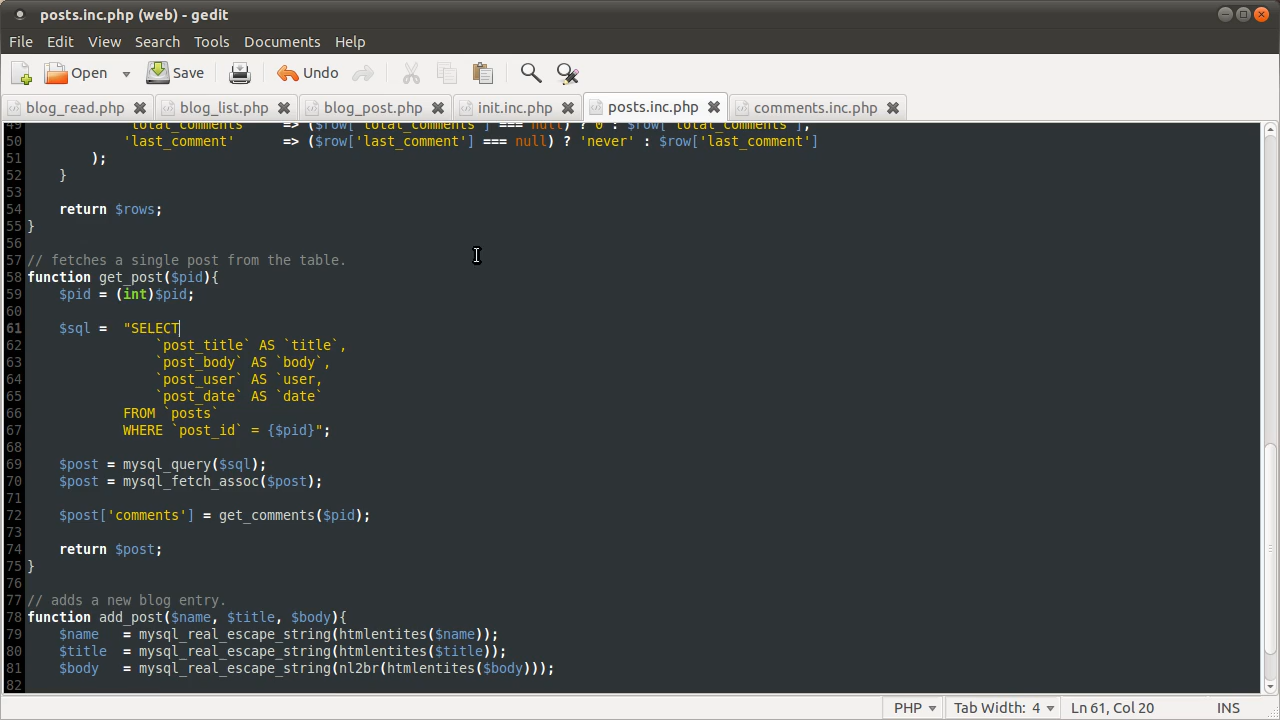 posts.inc.php (web) - gedit
File Edit View Search Tools Documents Help
Open Save Undo
blog_read.php blog_list.php blog_post.php init.inc.php posts.inc.php comments.inc.php
49 'total_comments' => ($row['total_comments'] === null) ? 0 : $row['total_comments'],
50 'last_comment' => ($row['last_comment'] === null) ? 'never' : $row['last_comment']
51 );
52 }
53
54 return $rows;
55 }
56
57 // fetches a single post from the table.
58 function get_post($pid){
59 $pid = (int)$pid;
60
61 $sql = "SELECT
62 `post_title` AS `title`,
63 `post_body` AS `body`,
64 `post_user` AS `user,
65 `post_date` AS `date`
66 FROM `posts`
67 WHERE `post_id` = {$pid}";
68
69 $post = mysql_query($sql);
70 $post = mysql_fetch_assoc($post);
71
72 $post['comments'] = get_comments($pid);
73
74 return $post;
75 }
76
77 // adds a new blog entry.
78 function add_post($name, $title, $body){
79 $name = mysql_real_escape_string(htmlentities($name));
80 $title = mysql_real_escape_string(htmlentities($title));
81 $body = mysql_real_escape_string(nl2br(htmlentities($body)));
82
PHP Tab Width: 4 Ln 61, Col 20 INS